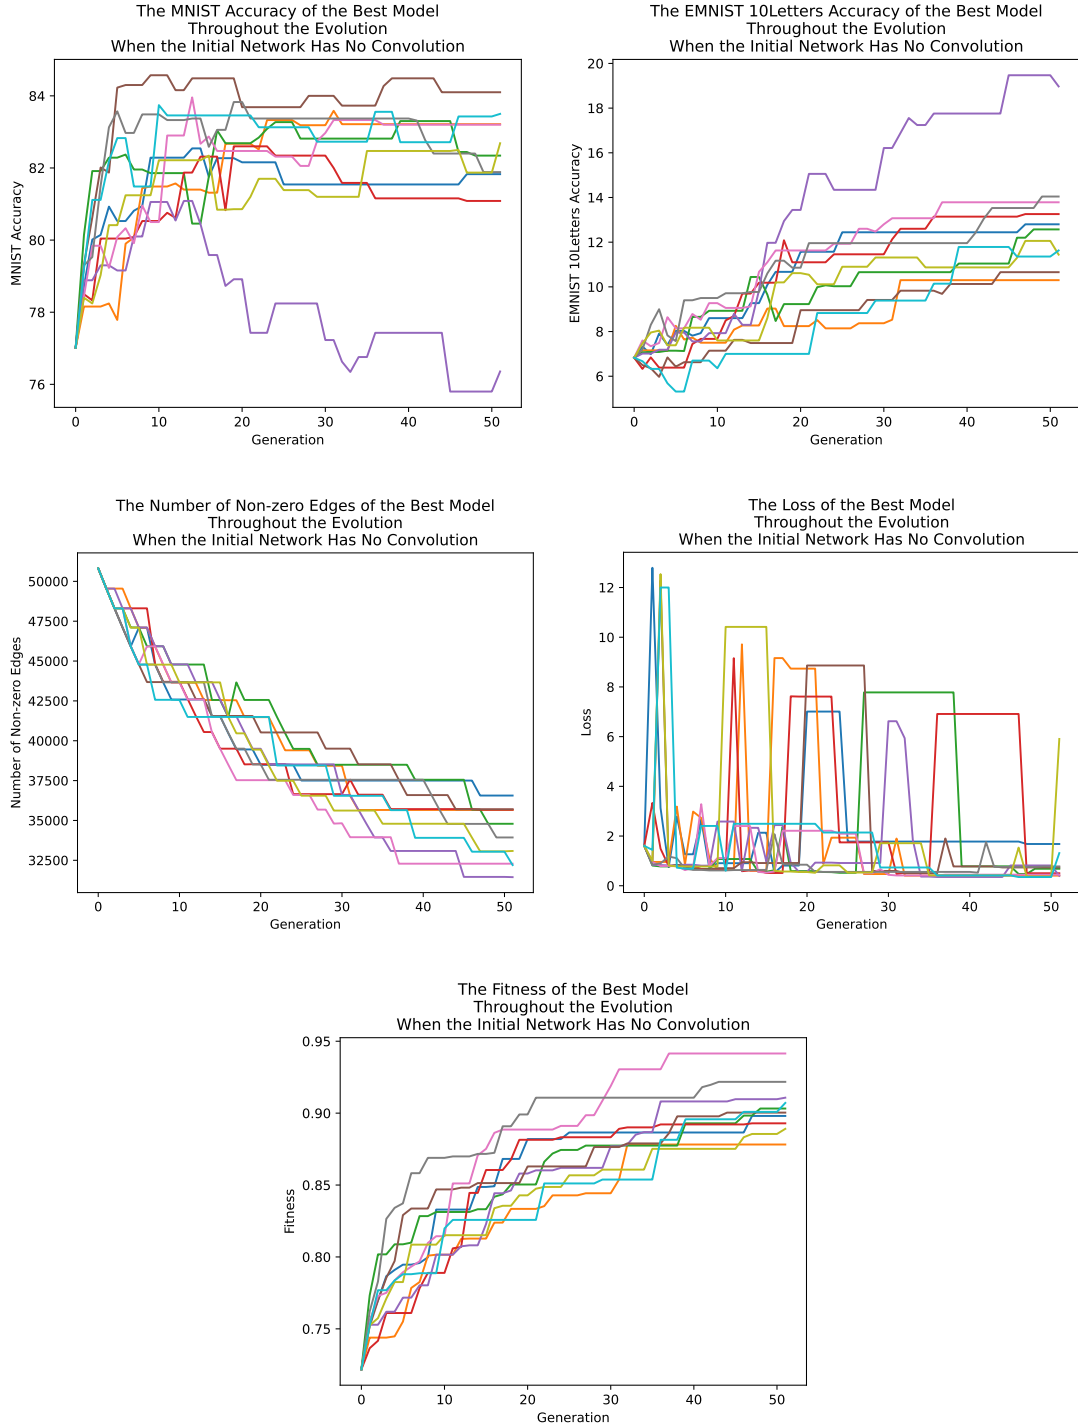 The MNIST Accuracy of the Best Model
Throughout the Evolution
When the Initial Network Has No Convolution
84
82
80
78
76
MNIST Accuracy
0 10 20 30 40 50
Generation
The EMNIST 10Letters Accuracy of the Best Model
Throughout the Evolution
When the Initial Network Has No Convolution
20
18
16
14
12
10
8
6
EMNIST 10Letters Accuracy
0 10 20 30 40 50
Generation
The Number of Non-zero Edges of the Best Model
Throughout the Evolution
When the Initial Network Has No Convolution
50000
47500
45000
42500
40000
37500
35000
32500
Number of Non-zero Edges
0 10 20 30 40 50
Generation
The Loss of the Best Model
Throughout the Evolution
When the Initial Network Has No Convolution
12
10
8
6
4
2
0
Loss
0 10 20 30 40 50
Generation
The Fitness of the Best Model
Throughout the Evolution
When the Initial Network Has No Convolution
0.95
0.90
0.85
0.80
0.75
Fitness
0 10 20 30 40 50
Generation